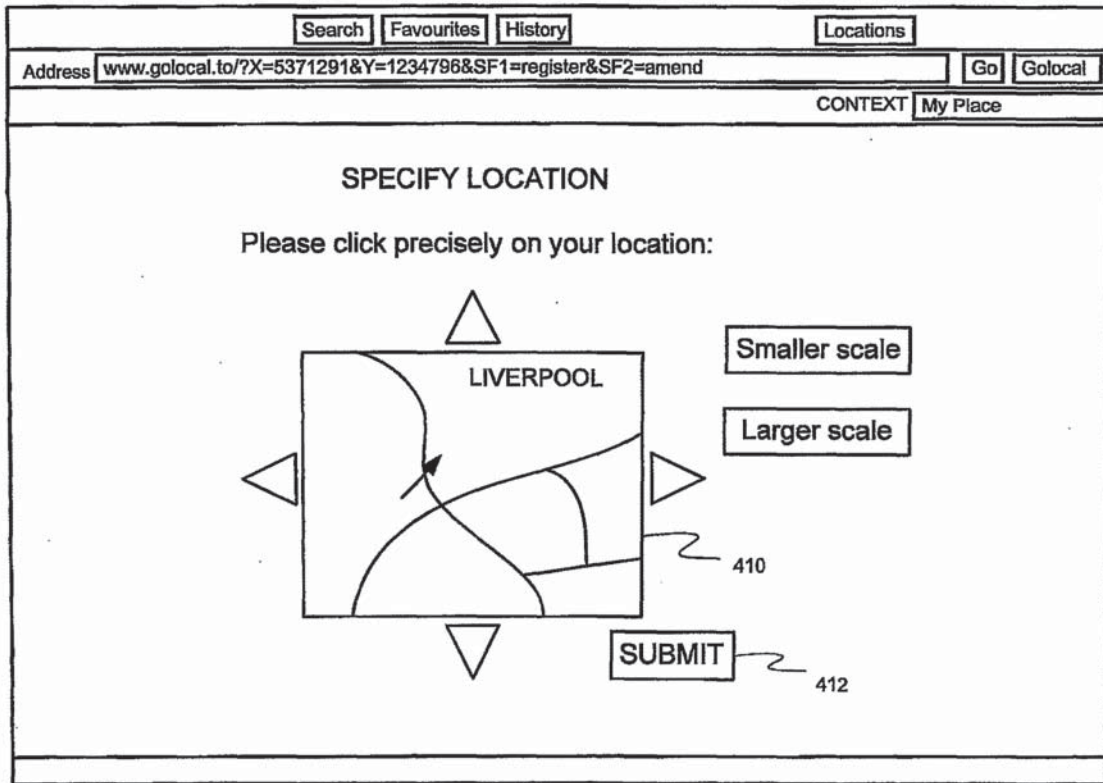 Search Favourites History Locations
Address www.golocal.to/?X=5371291&Y=1234796&SF1=register&SF2=amend Go Golocal
CONTEXT My Place
SPECIFY LOCATION
Please click precisely on your location:
LIVERPOOL
Smaller scale
Larger scale
410
SUBMIT
412